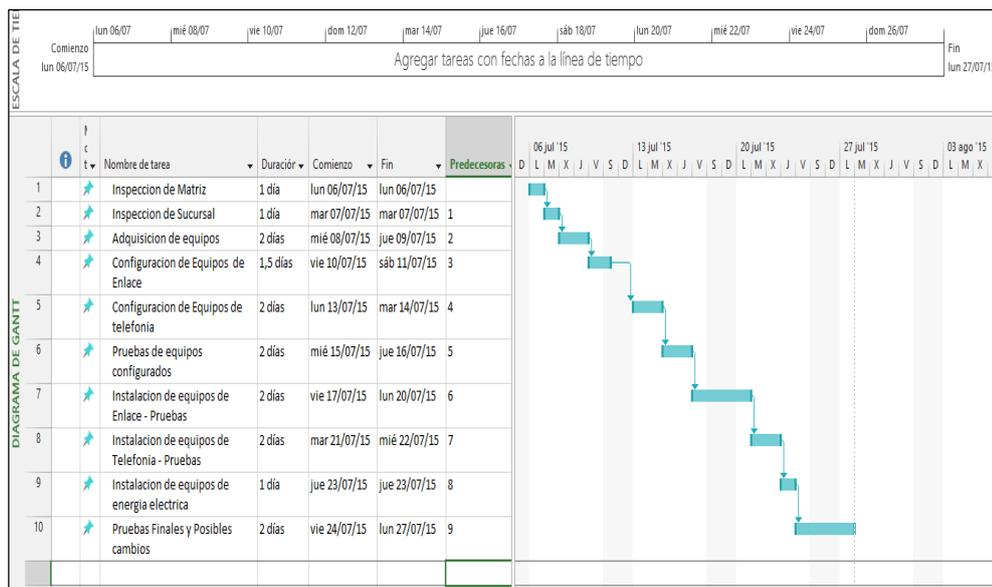 ESCALA DE TIE
lun 06/07 mié 08/07 vie 10/07 dom 12/07 mar 14/07 jue 16/07 sáb 18/07 lun 20/07 mié 22/07 vie 24/07 dom 26/07
Comienzo
lun 06/07/15
Agregar tareas con fechas a la línea de tiempo
Fin
lun 27/07/15
DIAGRAMA DE GANTT
Nombre de tarea Duración Comienzo Fin Predecesoras
06 jul '15 13 jul '15 20 jul '15 27 jul '15 03 ago '15
D L M X J V S D L M X J V S D L M X J V S D L M X J V S D L M X J
1 Inspeccion de Matriz 1 día lun 06/07/15 lun 06/07/15
2 Inspeccion de Sucursal 1 día mar 07/07/15 mar 07/07/15 1
3 Adquisicion de equipos 2 días mié 08/07/15 jue 09/07/15 2
4 Configuracion de Equipos de 1,5 días vie 10/07/15 sáb 11/07/15 3
Enlace
5 Configuracion de Equipos de 2 días lun 13/07/15 mar 14/07/15 4
telefonia
6 Pruebas de equipos 2 días mié 15/07/15 jue 16/07/15 5
configurados
7 Instalacion de equipos de 2 días vie 17/07/15 lun 20/07/15 6
Enlace - Pruebas
8 Instalacion de equipos de 2 días mar 21/07/15 mié 22/07/15 7
Telefonia - Pruebas
9 Instalacion de equipos de 1 día jue 23/07/15 jue 23/07/15 8
energia electrica
10 Pruebas Finales y Posibles 2 días vie 24/07/15 lun 27/07/15 9
cambios